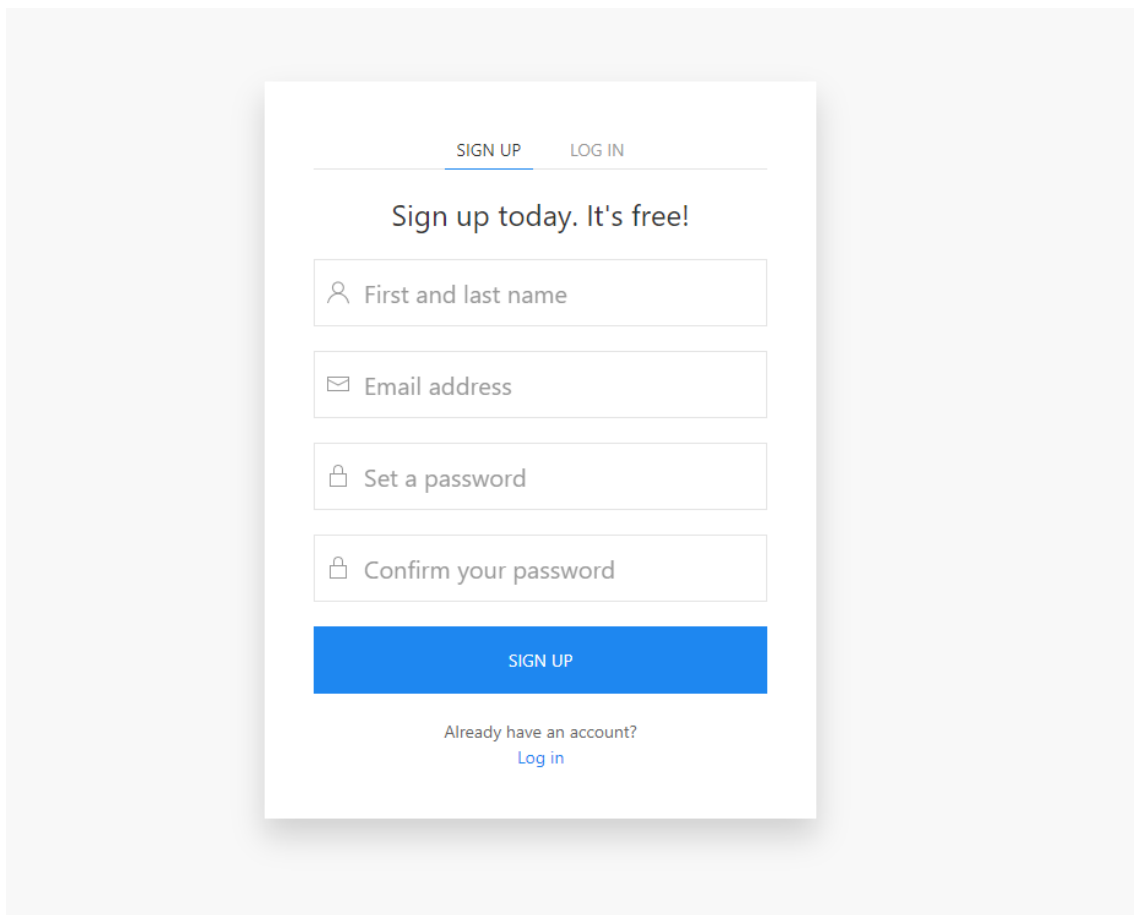 SIGN UP LOG IN
Sign up today. It's free!
First and last name
Email address
Set a password
Confirm your password
SIGN UP
Already have an account?
Log in